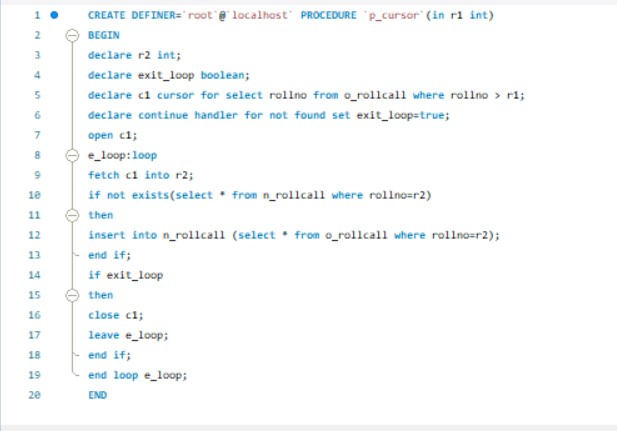 1 CREATE DEFINER=`root`@`localhost` PROCEDURE `p_cursor`(in r1 int)
2 BEGIN
3 declare r2 int;
4 declare exit_loop boolean;
5 declare c1 cursor for select rollno from o_rollcall where rollno > r1;
6 declare continue handler for not found set exit_loop=true;
7 open c1;
8 e_loop:loop
9 fetch c1 into r2;
10 if not exists(select * from n_rollcall where rollno=r2)
11 then
12 insert into n_rollcall (select * from o_rollcall where rollno=r2);
13 end if;
14 if exit_loop
15 then
16 close c1;
17 leave e_loop;
18 end if;
19 end loop e_loop;
20 END